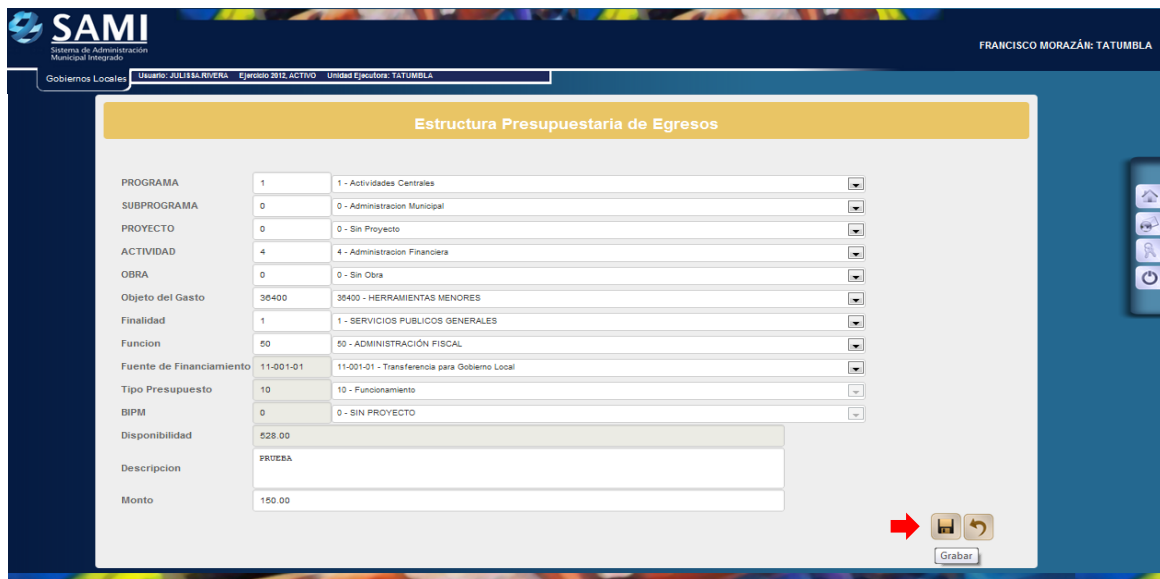 SAMI
Sistema de Administración
Municipal Integrado
FRANCISCO MORAZÁN: TATUMBLA
Gobiernos Locales
Usuario: JULISSA.RIVERA Ejercicio 2012, ACTIVO Unidad Ejecutora: TATUMBLA
Estructura Presupuestaria de Egresos
PROGRAMA 1 1 - Actividades Centrales
SUBPROGRAMA 0 0 - Administracion Municipal
PROYECTO 0 0 - Sin Proyecto
ACTIVIDAD 4 4 - Administracion Financiera
OBRA 0 0 - Sin Obra
Objeto del Gasto 36400 36400 - HERRAMIENTAS MENORES
Finalidad 1 1 - SERVICIOS PUBLICOS GENERALES
Funcion 50 50 - ADMINISTRACIÓN FISCAL
Fuente de Financiamiento 11-001-01 11-001-01 - Transferencia para Gobierno Local
Tipo Presupuesto 10 10 - Funcionamiento
BIPM 0 0 - SIN PROYECTO
Disponibilidad 528.00
Descripcion PRUEBA
Monto 150.00
Grabar